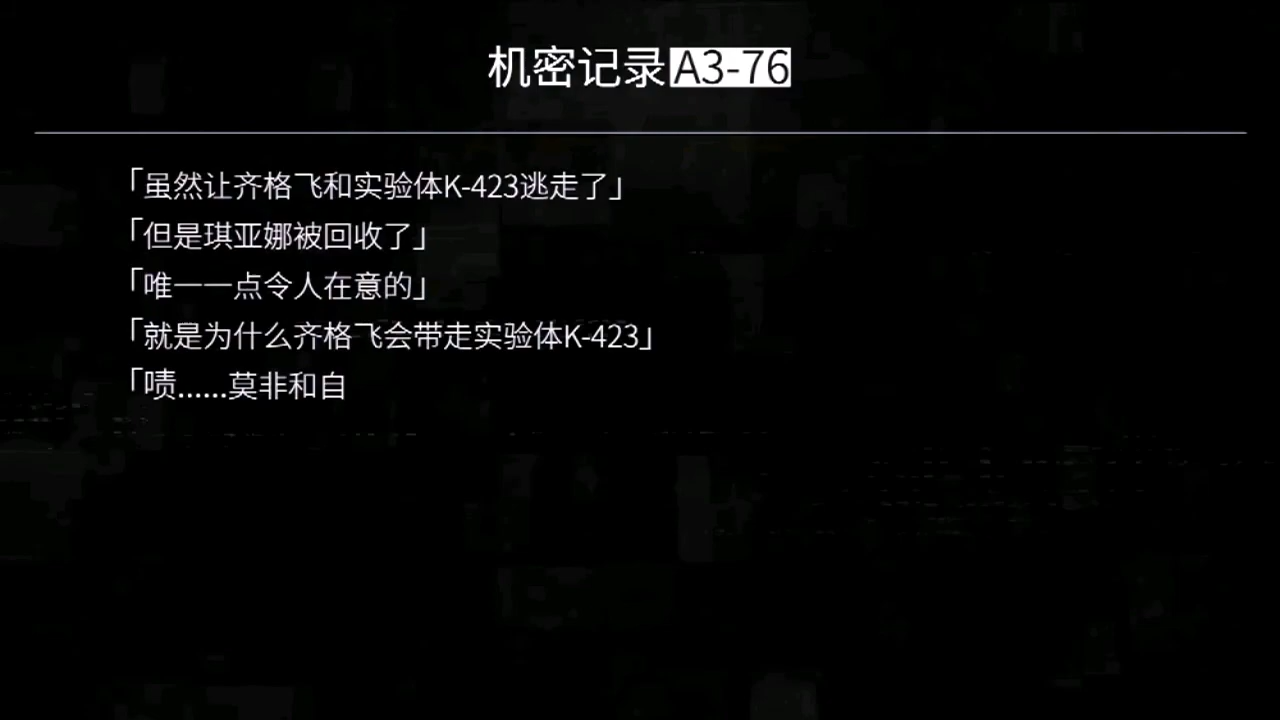 机密记录A3-76
「虽然让齐格飞和实验体K-423逃走了」
「但是琪亚娜被回收了」
「唯一一点令人在意的」
「就是为什么齐格飞会带走实验体K-423」
「啧......莫非和自